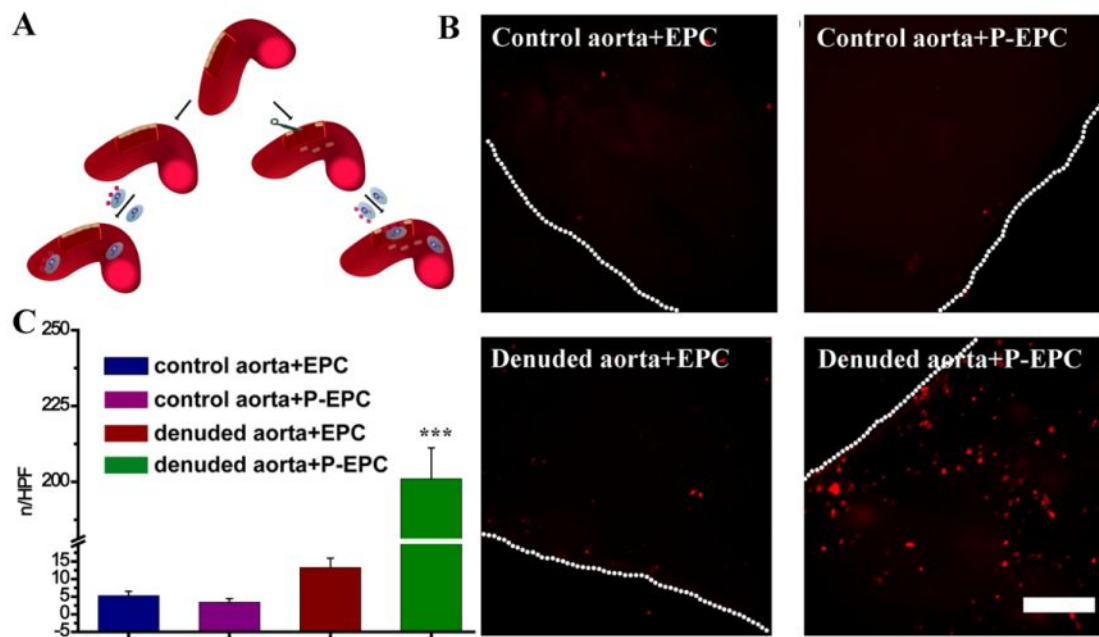 A
B
Control aorta+EPC
Control aorta+P-EPC
Denuded aorta+EPC
Denuded aorta+P-EPC
C
250
225
200
15
10
5
0
-5
n/HPF
control aorta+EPC
control aorta+P-EPC
denuded aorta+EPC
denuded aorta+P-EPC
***